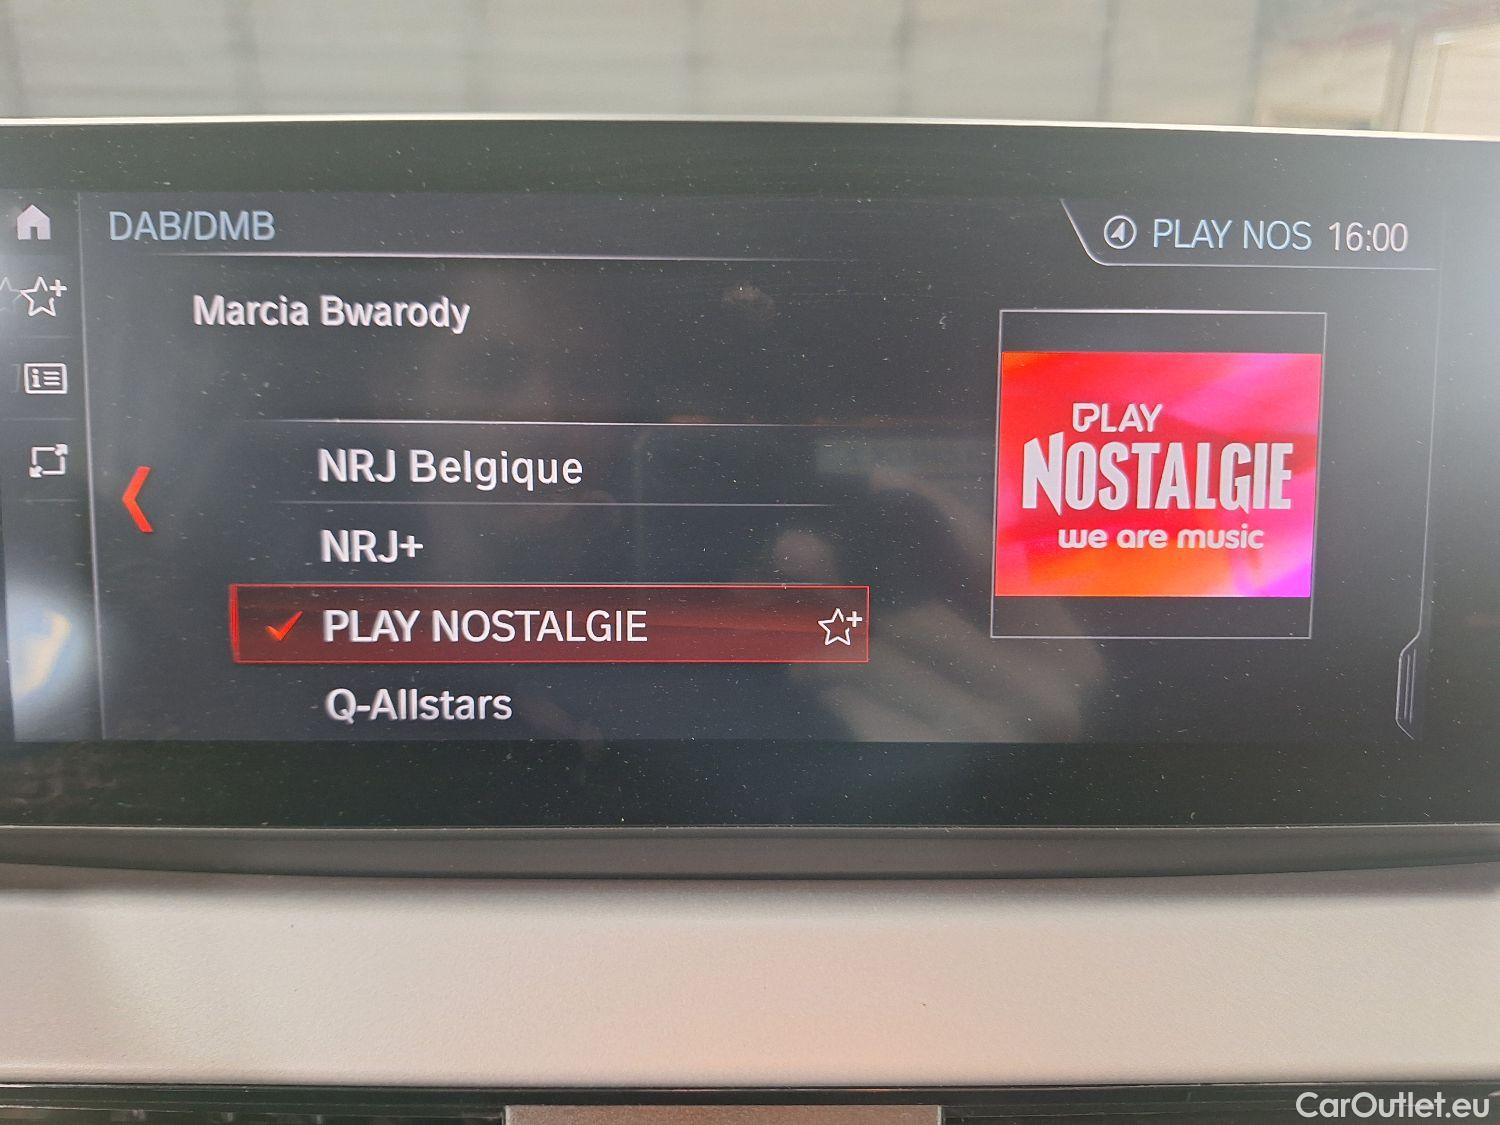 DAB/DMB
PLAY NOS 16:00
Marcia Bwarody
NRJ Belgique
NRJ+
PLAY NOSTALGIE
Q-Allstars
PLAY
NOSTALGIE
we are music
CarOutlet.eu